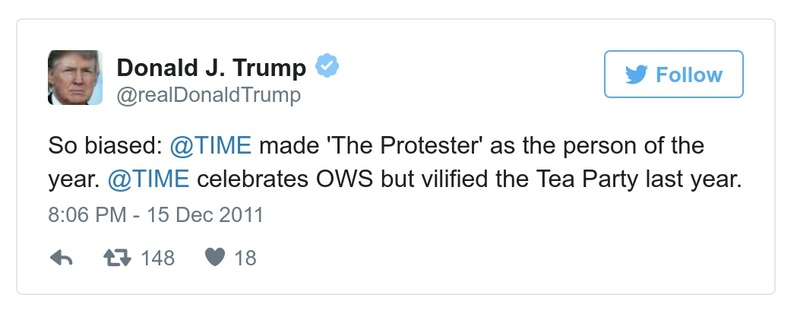 Donald J. Trump
@realDonaldTrump
Follow
So biased: @TIME made 'The Protester' as the person of the
year. @TIME celebrates OWS but vilified the Tea Party last year.
8:06 PM - 15 Dec 2011
148 18